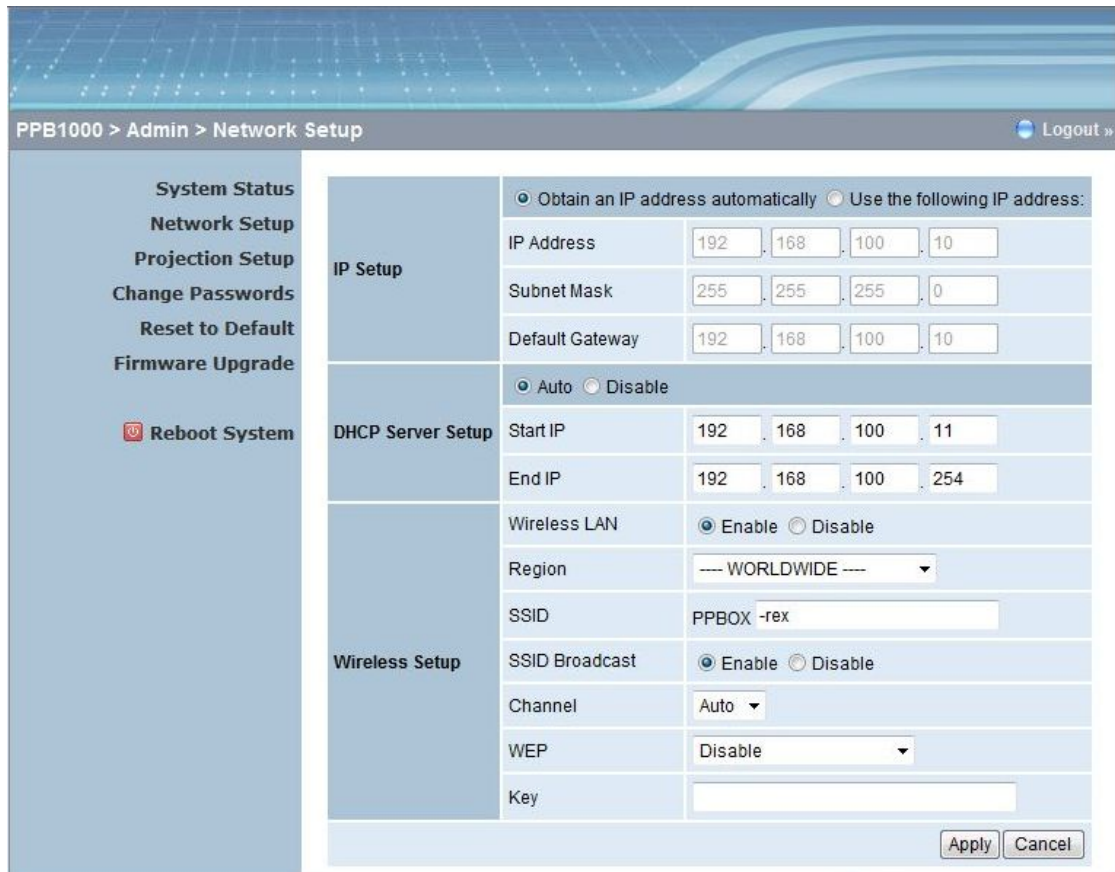 PPB1000 > Admin > Network Setup
Logout »
System Status
Network Setup
Projection Setup
Change Passwords
Reset to Default
Firmware Upgrade
Reboot System
IP Setup
Obtain an IP address automatically Use the following IP address:
IP Address 192 . 168 . 100 . 10
Subnet Mask 255 . 255 . 255 . 0
Default Gateway 192 . 168 . 100 . 10
DHCP Server Setup
Auto Disable
Start IP 192 . 168 . 100 . 11
End IP 192 . 168 . 100 . 254
Wireless Setup
Wireless LAN Enable Disable
Region ---- WORLDWIDE ----
SSID PPBOX -rex
SSID Broadcast Enable Disable
Channel Auto
WEP Disable
Key
Apply Cancel